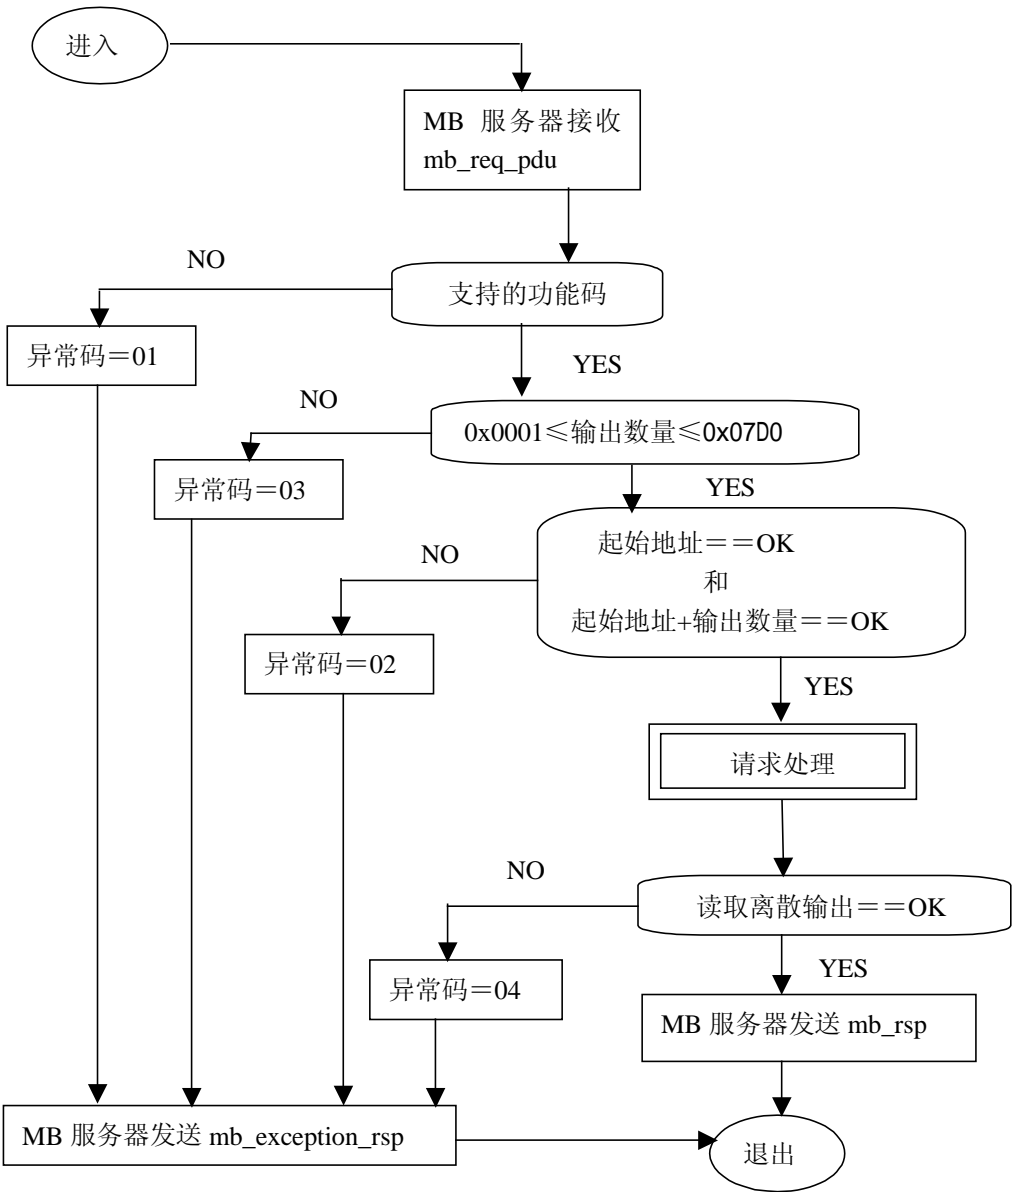 进入
MB 服务器接收
mb_req_pdu
NO
支持的功能码
异常码＝01
YES
NO
0x0001≤输出数量≤0x07D0
异常码＝03
YES
起始地址＝＝OK
NO
和
起始地址+输出数量＝＝OK
异常码＝02
YES
请求处理
NO
读取离散输出＝＝OK
YES
异常码＝04
MB 服务器发送 mb_rsp
MB 服务器发送 mb_exception_rsp
退出